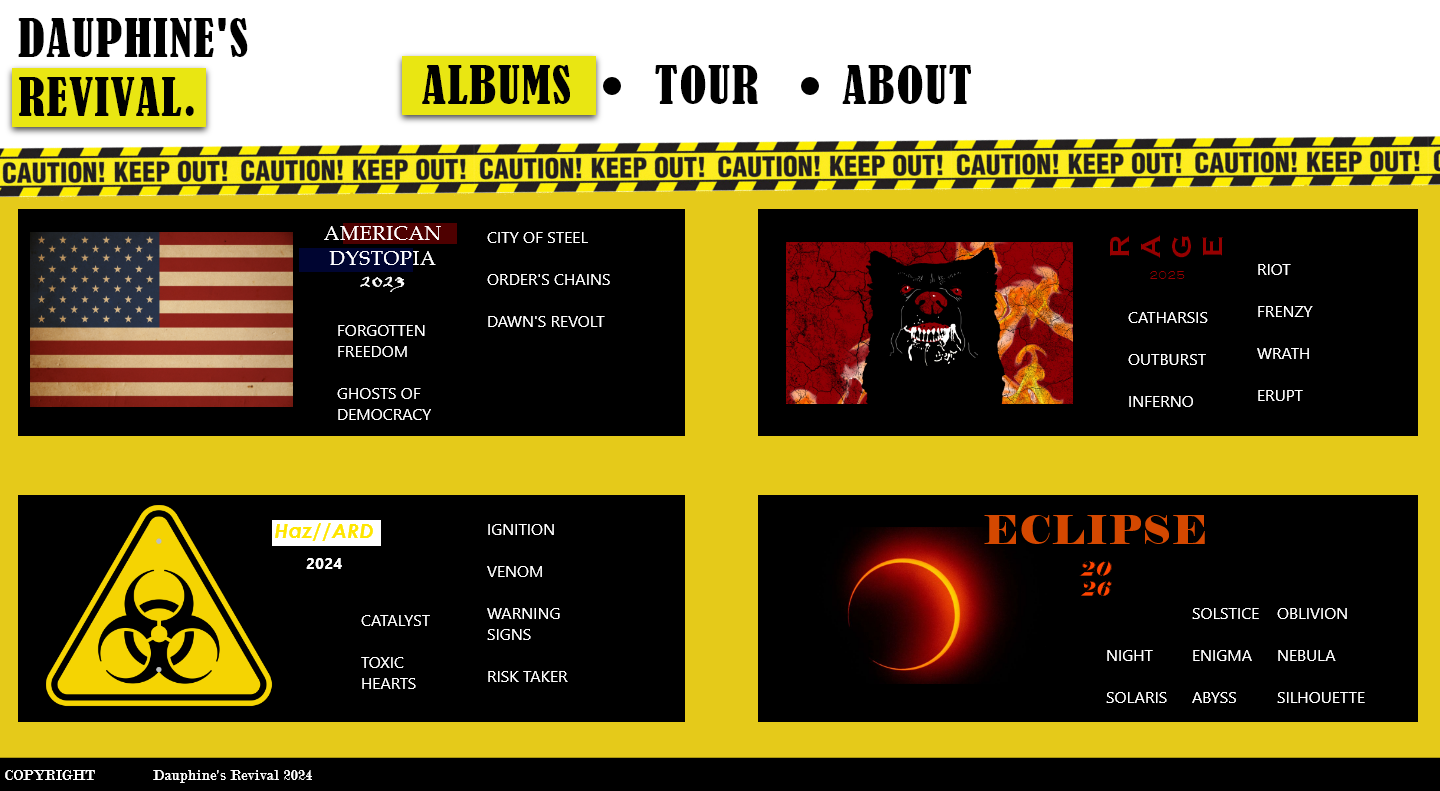 DAUPHINE'S
REVIVAL.
ALBUMS • TOUR • ABOUT
CAUTION! KEEP OUT! CAUTION! KEEP OUT! CAUTION! KEEP OUT! CAUTION! KEEP OUT! CAUTION! KEEP OUT! CAUTION! KEEP OUT! C
AMERICAN
DYSTOPIA
2023
FORGOTTEN
FREEDOM
GHOSTS OF
DEMOCRACY
CITY OF STEEL
ORDER'S CHAINS
DAWN'S REVOLT
RAGE
2025
CATHARSIS
OUTBURST
INFERNO
RIOT
FRENZY
WRATH
ERUPT
Haz//ARD
2024
CATALYST
TOXIC
HEARTS
IGNITION
VENOM
WARNING
SIGNS
RISK TAKER
ECLIPSE
20
26
NIGHT
SOLARIS
SOLSTICE
ENIGMA
ABYSS
OBLIVION
NEBULA
SILHOUETTE
COPYRIGHT Dauphine's Revival 2024